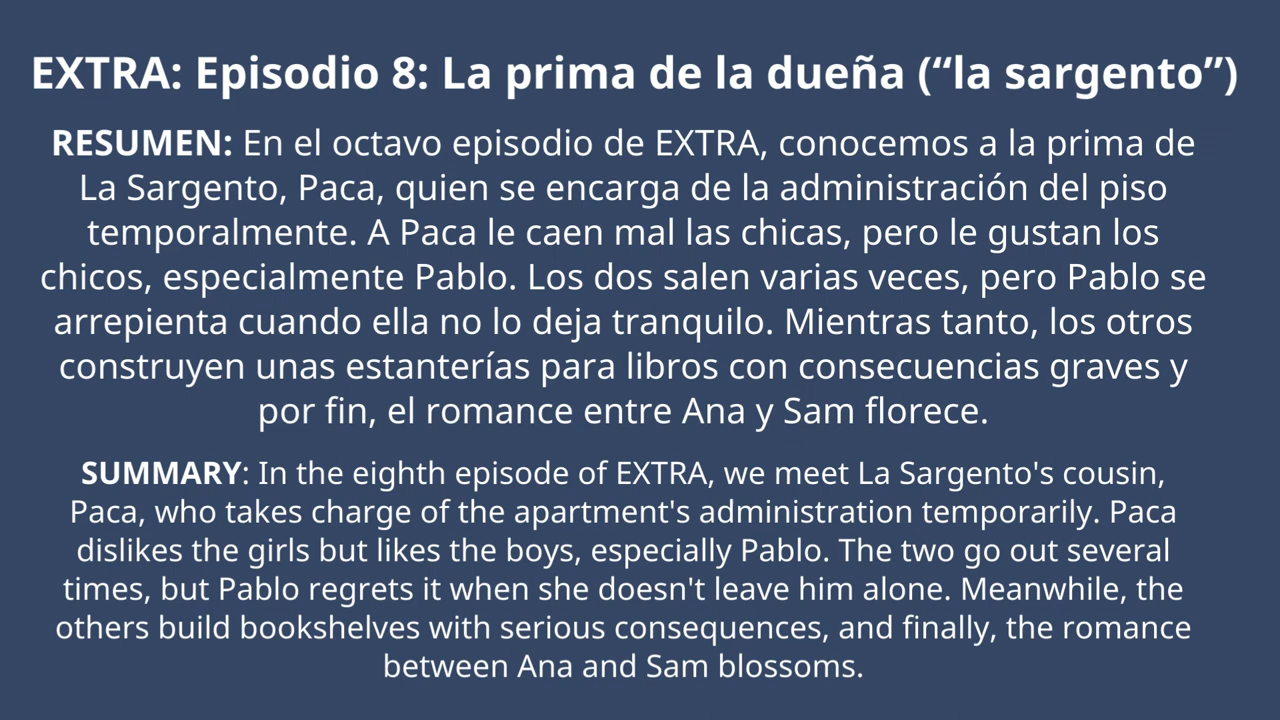 EXTRA: Episodio 8: La prima de la dueña (“la sargento”)
RESUMEN: En el octavo episodio de EXTRA, conocemos a la prima de
La Sargento, Paca, quien se encarga de la administración del piso
temporalmente. A Paca le caen mal las chicas, pero le gustan los
chicos, especialmente Pablo. Los dos salen varias veces, pero Pablo se
arrepienta cuando ella no lo deja tranquilo. Mientras tanto, los otros
construyen unas estanterías para libros con consecuencias graves y
por fin, el romance entre Ana y Sam florece.
SUMMARY: In the eighth episode of EXTRA, we meet La Sargento's cousin,
Paca, who takes charge of the apartment's administration temporarily. Paca
dislikes the girls but likes the boys, especially Pablo. The two go out several
times, but Pablo regrets it when she doesn't leave him alone. Meanwhile, the
others build bookshelves with serious consequences, and finally, the romance
between Ana and Sam blossoms.